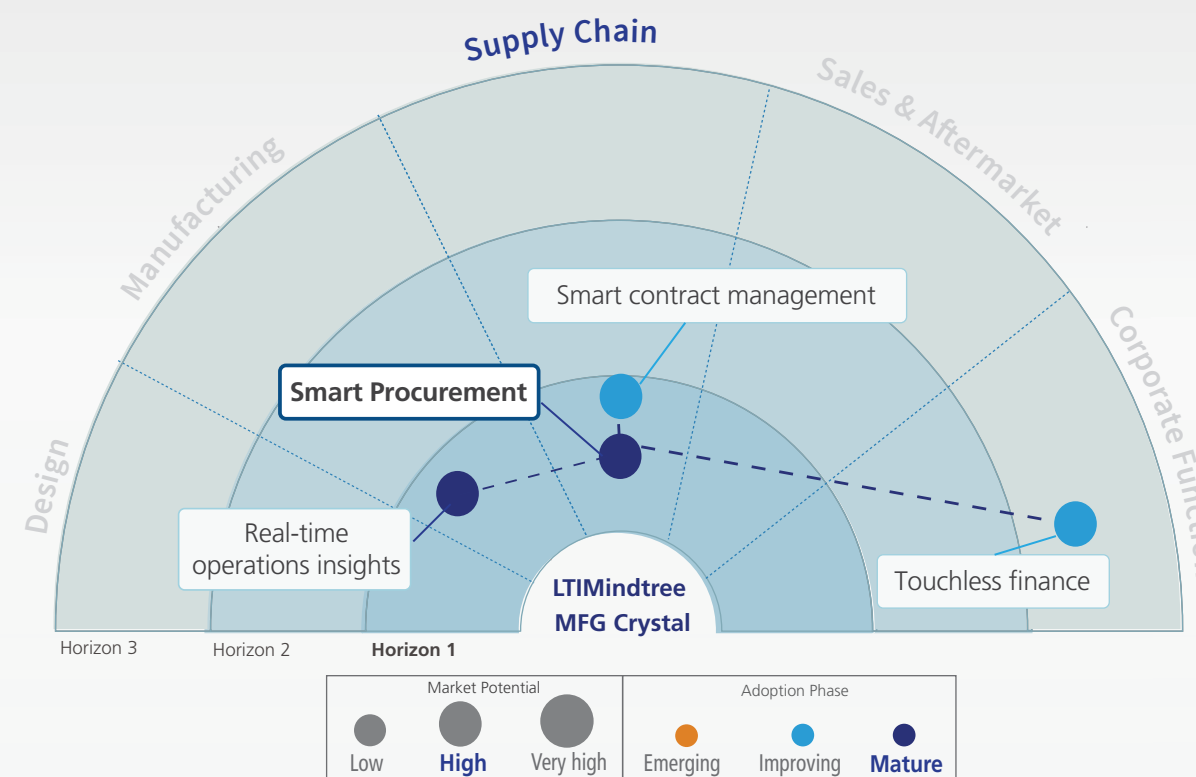 Supply Chain
Sales & Aftermarket
Manufacturing
Smart contract management
Corporate
Smart Procurement
Design
Real-time
operations insights
Touchless finance
LTIMindtree
MFG Crystal
Horizon 3
Horizon 2
Horizon 1
Market Potential
Adoption Phase
Low
High
Very high
Emerging
Improving
Mature